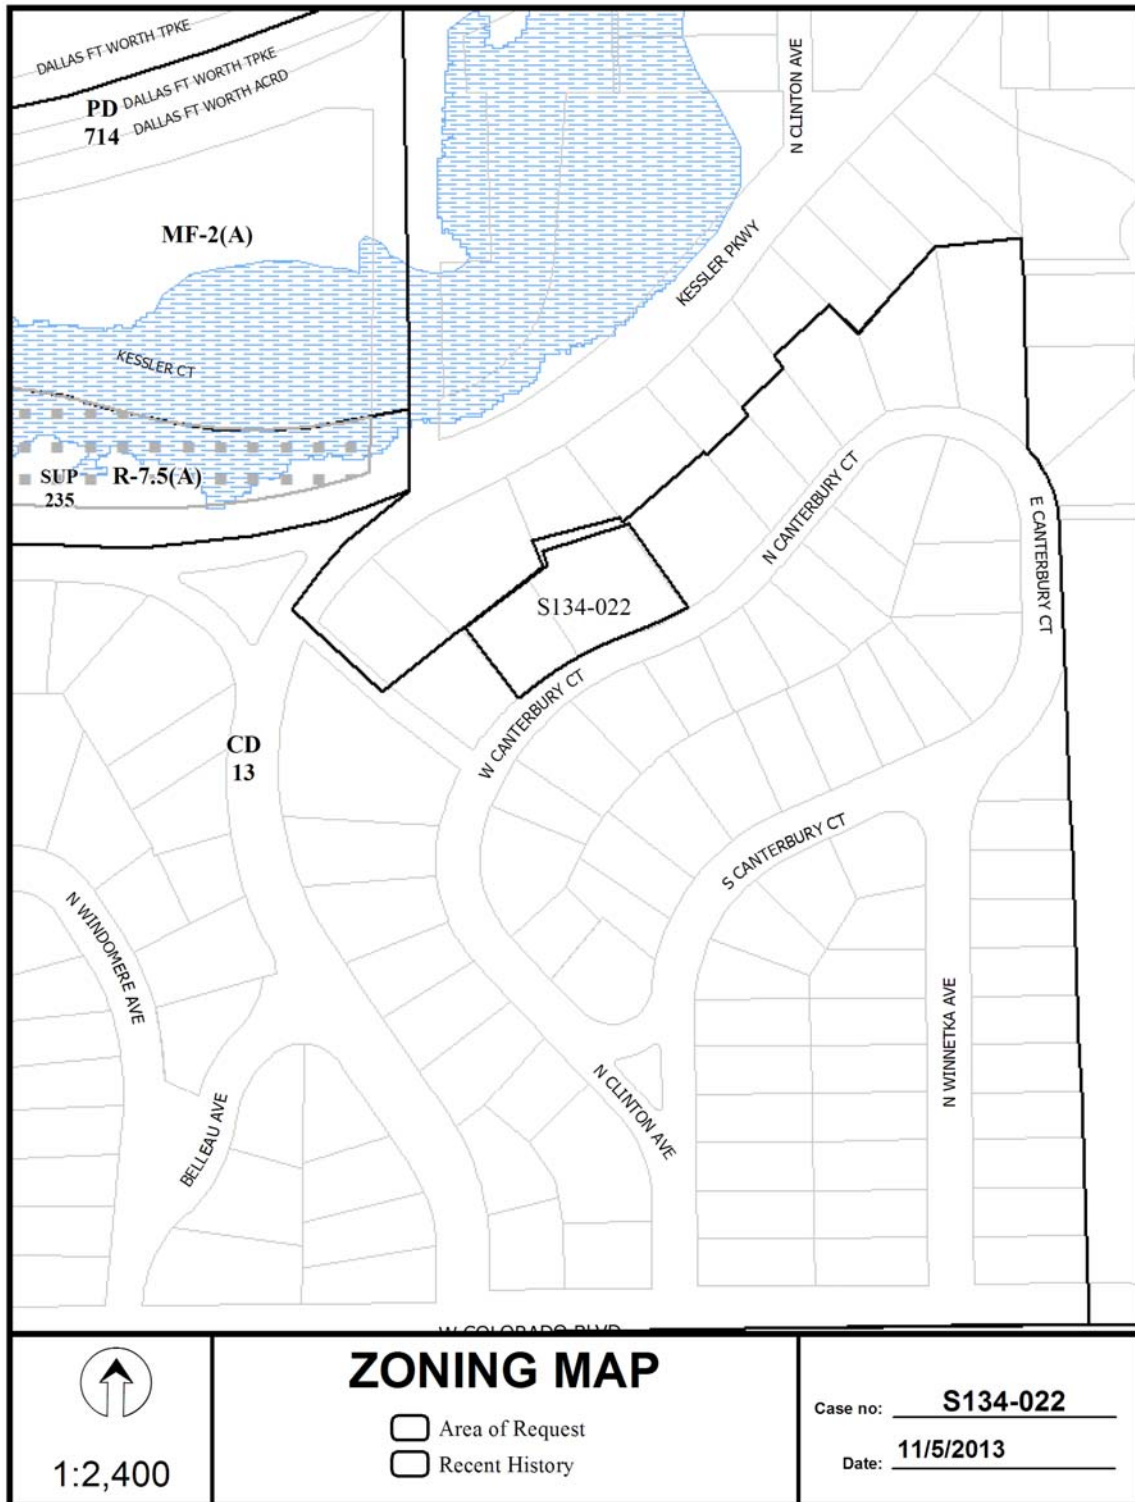 DALLAS FT WORTH TPKE
DALLAS FT WORTH TPKE
DALLAS FT WORTH ACRD
PD
714
N CLINTON AVE
MF-2(A)
KESSLER PKWY
KESSLER CT
SUP
235
R-7.5(A)
N CANTERBURY CT
E CANTERBURY CT
S134-022
W CANTERBURY CT
CD
13
S CANTERBURY CT
N WINDOMERE AVE
N WINNETKA AVE
N CLINTON AVE
BELLEAU AVE
W COLORADO BLVD
1:2,400
ZONING MAP
Area of Request
Recent History
Case no: S134-022
Date: 11/5/2013